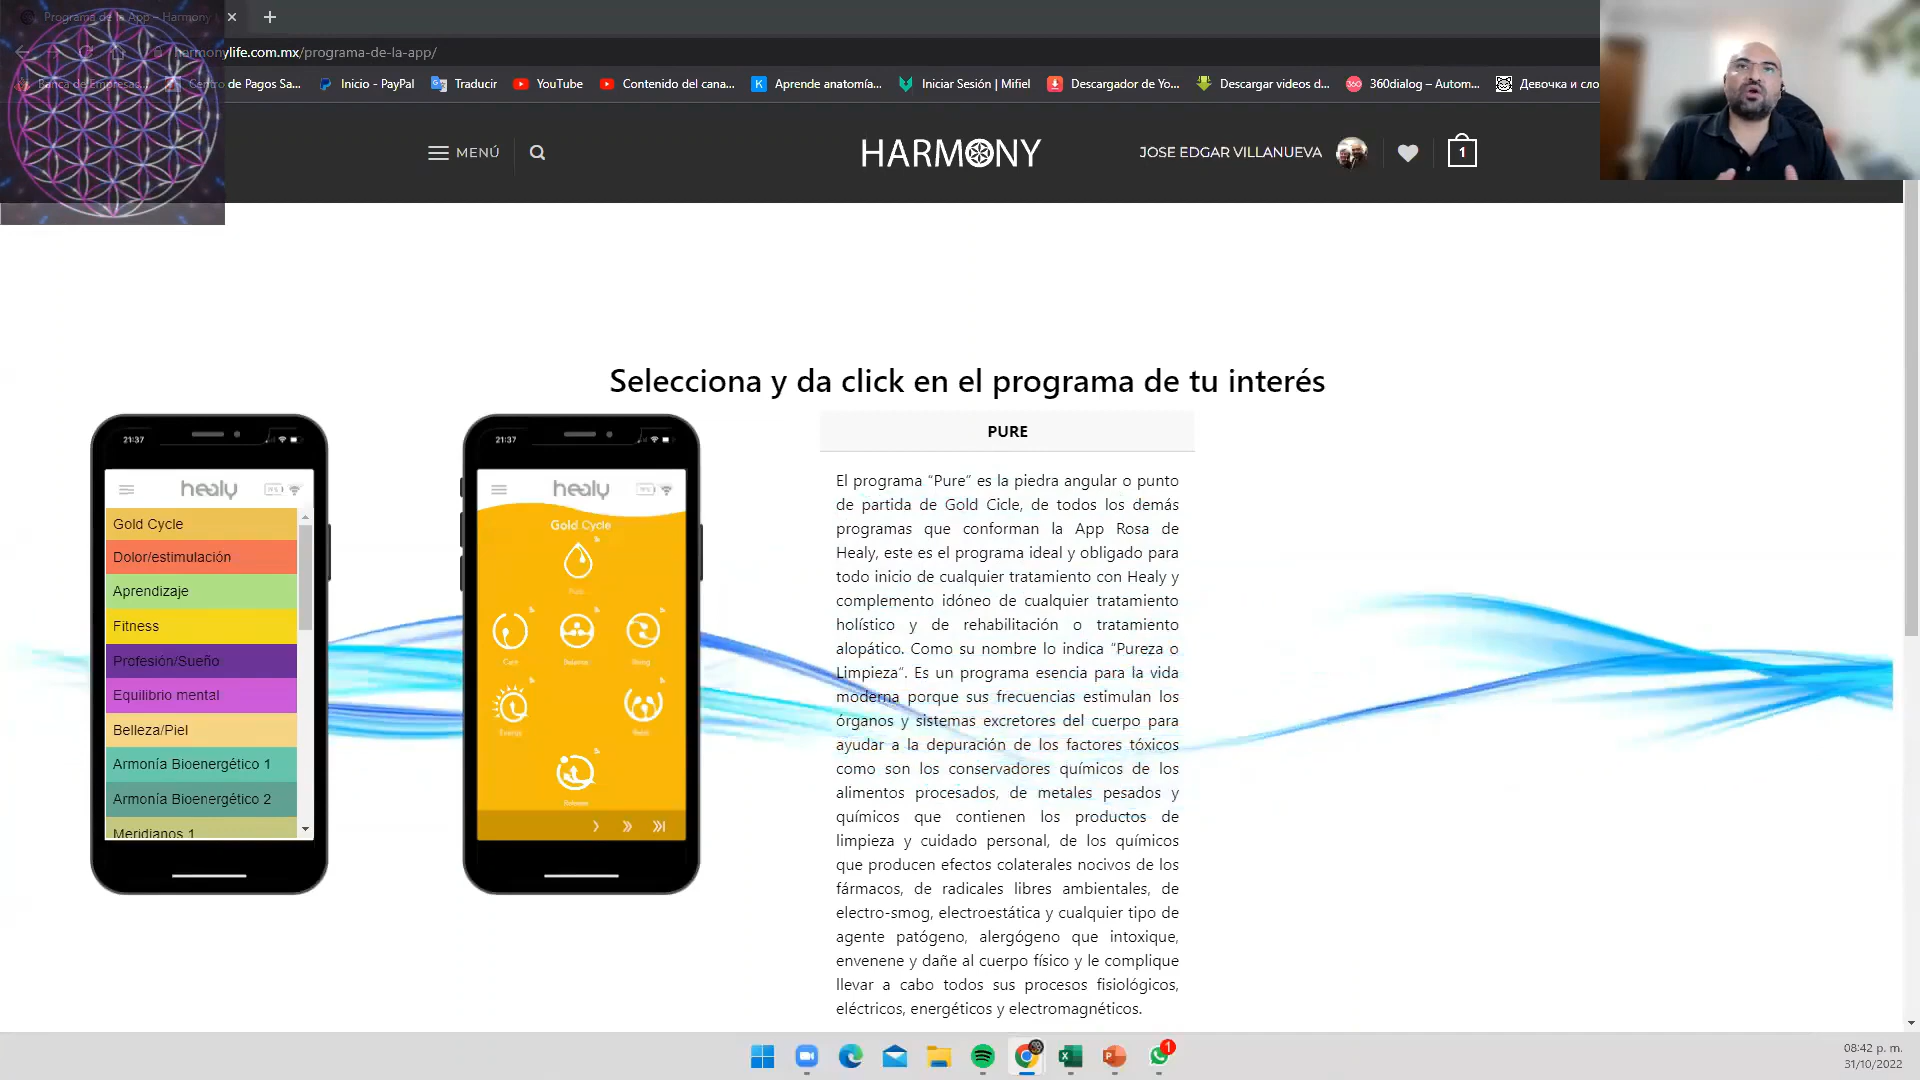 Programa de la App – Harmony
harmonylife.com.mx/programa-de-la-app/
Banca de Empresas...
Centro de Pagos Sa...
Inicio - PayPal
Traducir
YouTube
Contenido del cana...
Aprende anatomía...
Iniciar Sesión | Mifiel
Descargador de Yo...
Descargar videos d...
360dialog – Autom...
Девочка и сло
MENÚ
HARMONY
JOSE EDGAR VILLANUEVA
1
Selecciona y da click en el programa de tu interés
21:37
healy
Gold Cycle
Dolor/estimulación
Aprendizaje
Fitness
Profesión/Sueño
Equilibrio mental
Belleza/Piel
Armonía Bioenergético 1
Armonía Bioenergético 2
Meridianos 1
21:37
healy
Gold Cycle
Pure
Care
Balance
Being
Energy
Release
PURE
El programa “Pure” es la piedra angular o punto
de partida de Gold Cicle, de todos los demás
programas que conforman la App Rosa de
Healy, este es el programa ideal y obligado para
todo inicio de cualquier tratamiento con Healy y
complemento idóneo de cualquier tratamiento
holístico y de rehabilitación o tratamiento
alopático. Como su nombre lo indica “Pureza o
Limpieza”. Es un programa esencia para la vida
moderna porque sus frecuencias estimulan los
órganos y sistemas excretores del cuerpo para
ayudar a la depuración de los factores tóxicos
como son los conservadores químicos de los
alimentos procesados, de metales pesados y
químicos que contienen los productos de
limpieza y cuidado personal, de los químicos
que producen efectos colaterales nocivos de los
fármacos, de radicales libres ambientales, de
electro-smog, electroestática y cualquier tipo de
agente patógeno, alergógeno que intoxique,
envenene y dañe al cuerpo físico y le complique
llevar a cabo todos sus procesos fisiológicos,
eléctricos, energéticos y electromagnéticos.
1
08:42 p. m.
31/10/2022